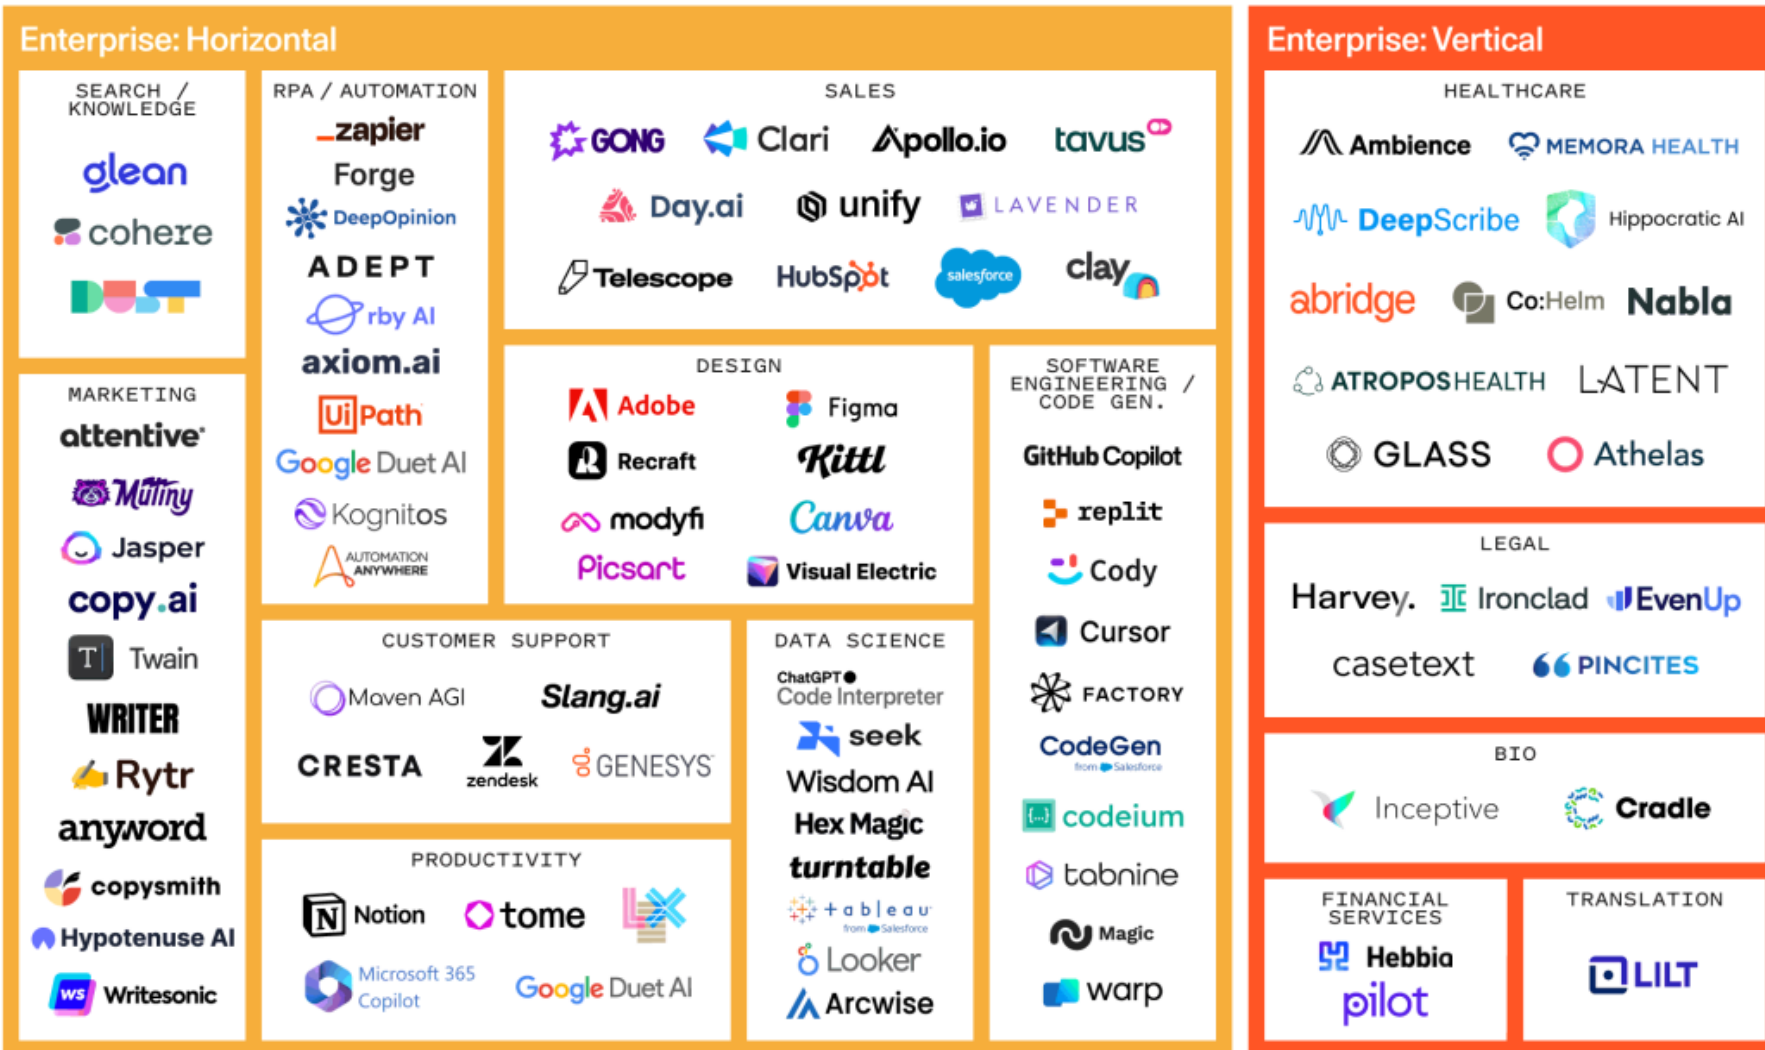 Enterprise: Horizontal
SEARCH /
KNOWLEDGE
glean
cohere
DUST
MARKETING
attentive
Mutiny
Jasper
copy.ai
T Twain
WRITER
Rytr
anyword
copysmith
Hypotenuse AI
ws Writesonic
RPA / AUTOMATION
_zapier
Forge
DeepOpinion
ADEPT
rby AI
axiom.ai
UiPath
Google Duet AI
Kognitos
AUTOMATION
ANYWHERE
SALES
GONG Clari Apollo.io tavus
Day.ai unify LAVENDER
Telescope HubSpot salesforce clay
DESIGN
Adobe Figma
Recraft Kittl
modyfi Canva
Picsart Visual Electric
SOFTWARE
ENGINEERING /
CODE GEN.
GitHub Copilot
replit
Cody
Cursor
FACTORY
CodeGen
from Salesforce
{...} codeium
tabnine
Magic
warp
CUSTOMER SUPPORT
Maven AGI Slang.ai
CRESTA zendesk GENESYS
PRODUCTIVITY
N Notion tome LEX
Microsoft 365
Copilot
Google Duet AI
DATA SCIENCE
ChatGPT
Code Interpreter
seek
Wisdom AI
Hex Magic
turntable
tableau
from Salesforce
Looker
Arcwise
Enterprise: Vertical
HEALTHCARE
Ambience MEMORA HEALTH
DeepScribe Hippocratic AI
abridge Co:Helm Nabla
ATROPOS HEALTH LATENT
GLASS Athelas
LEGAL
Harvey. Ironclad EvenUp
casetext PINCITES
BIO
Inceptive Cradle
FINANCIAL
SERVICES
Hebbia
pilot
TRANSLATION
LILT